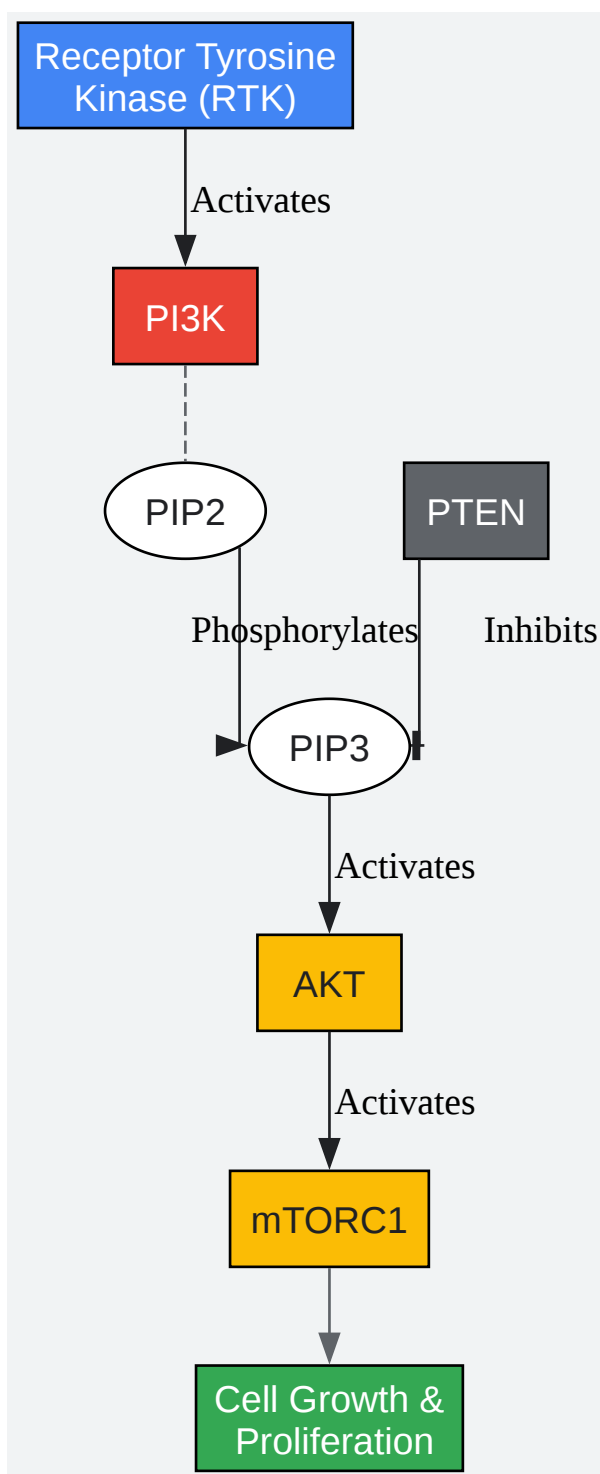 Receptor Tyrosine
Kinase (RTK)
Activates
PI3K
PIP2
PTEN
Phosphorylates
Inhibits
PIP3
Activates
AKT
Activates
mTORC1
Cell Growth &
Proliferation